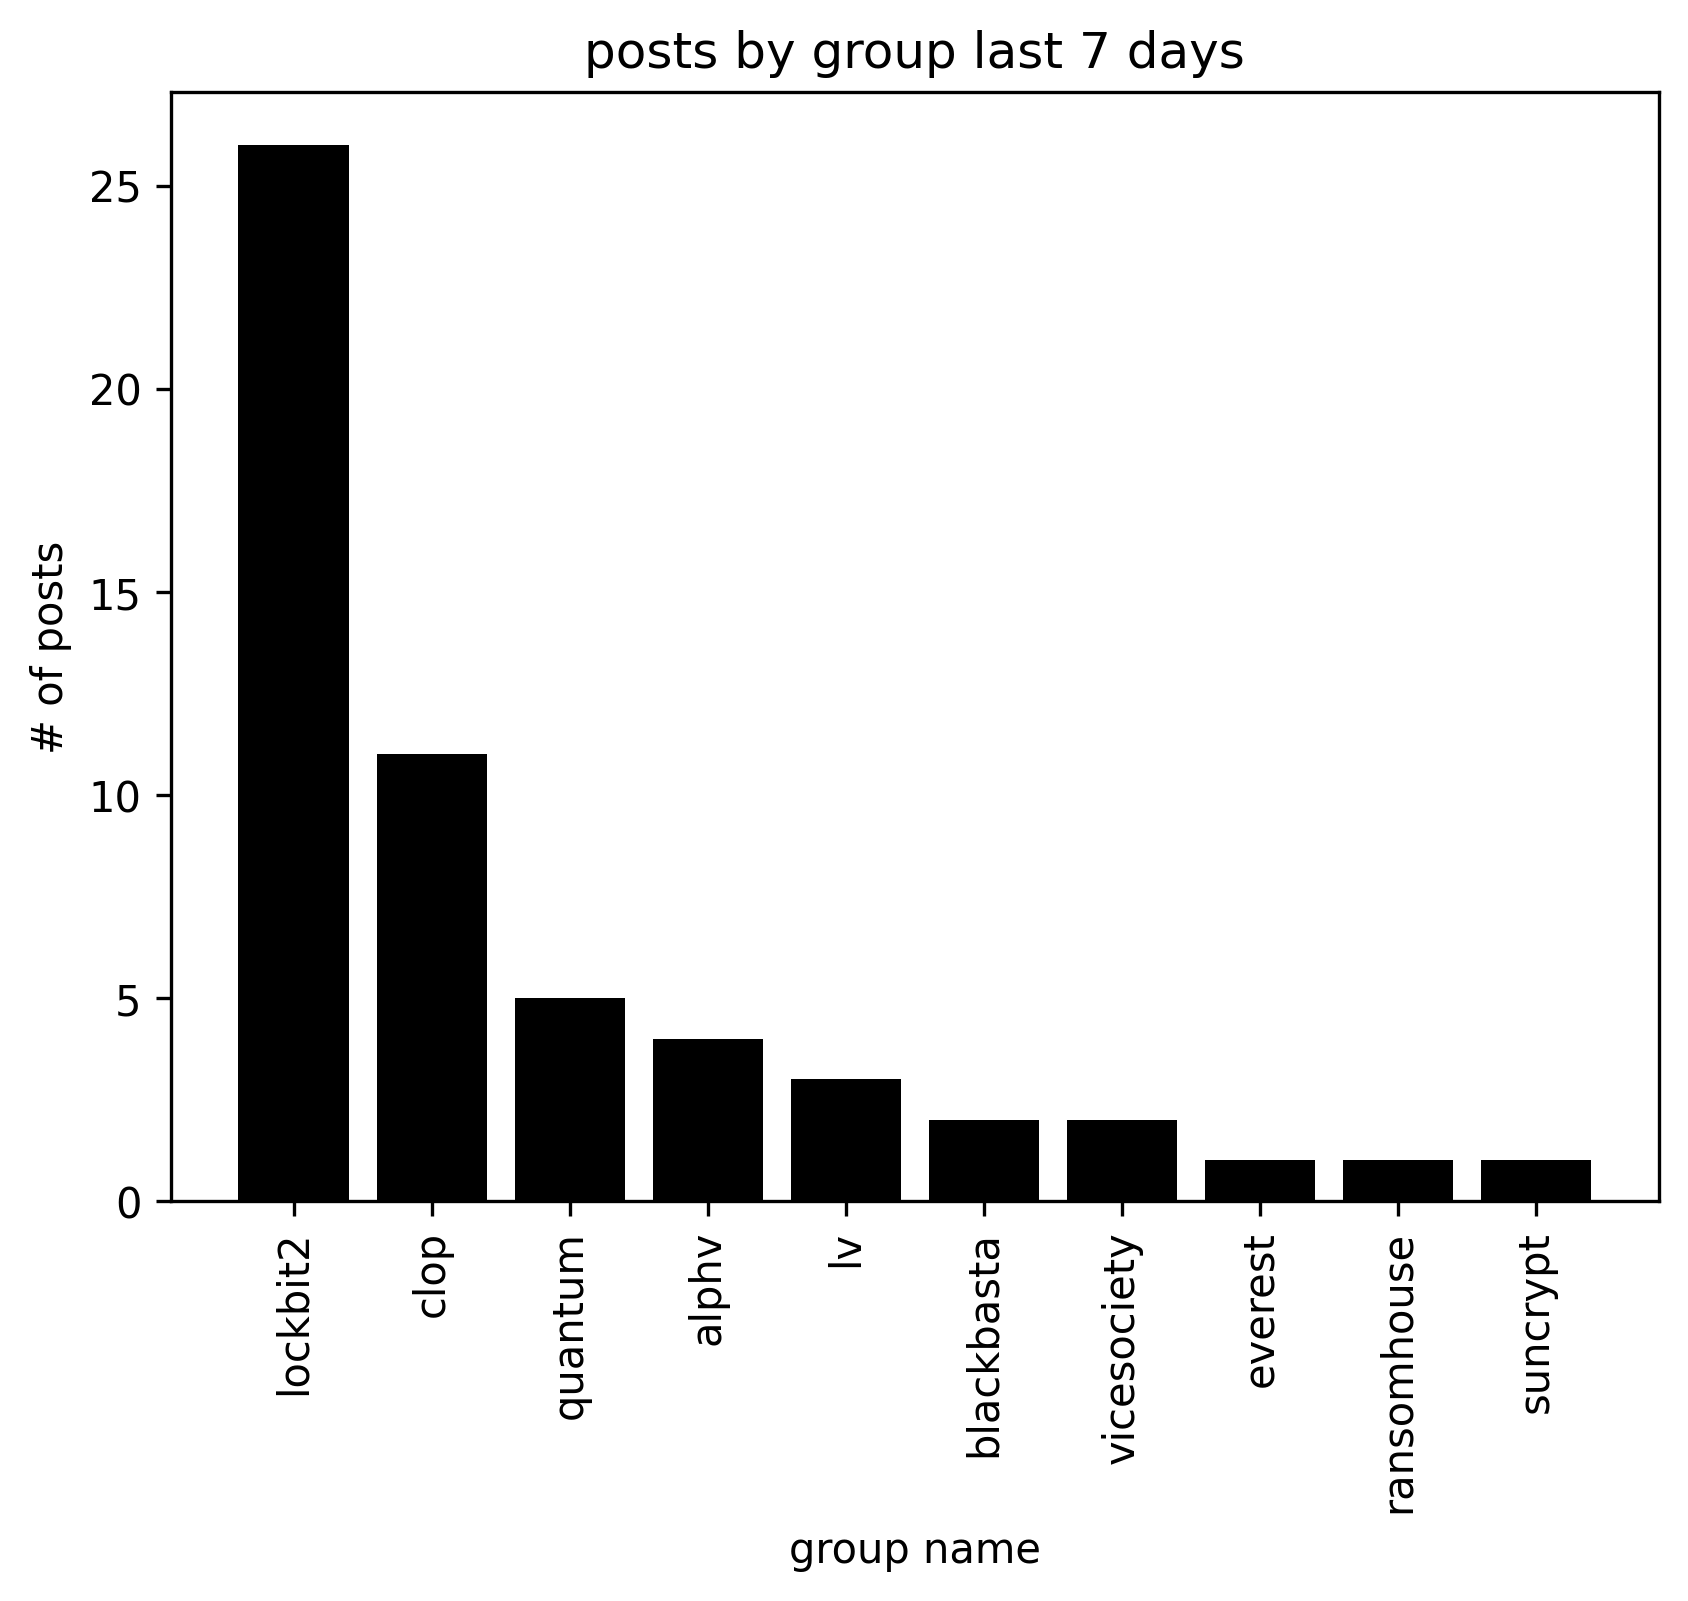 posts by group last 7 days
# of posts
25
20
15
10
5
0
lockbit2
clop
quantum
alphv
lv
blackbasta
vicesociety
everest
ransomhouse
suncrypt
group name